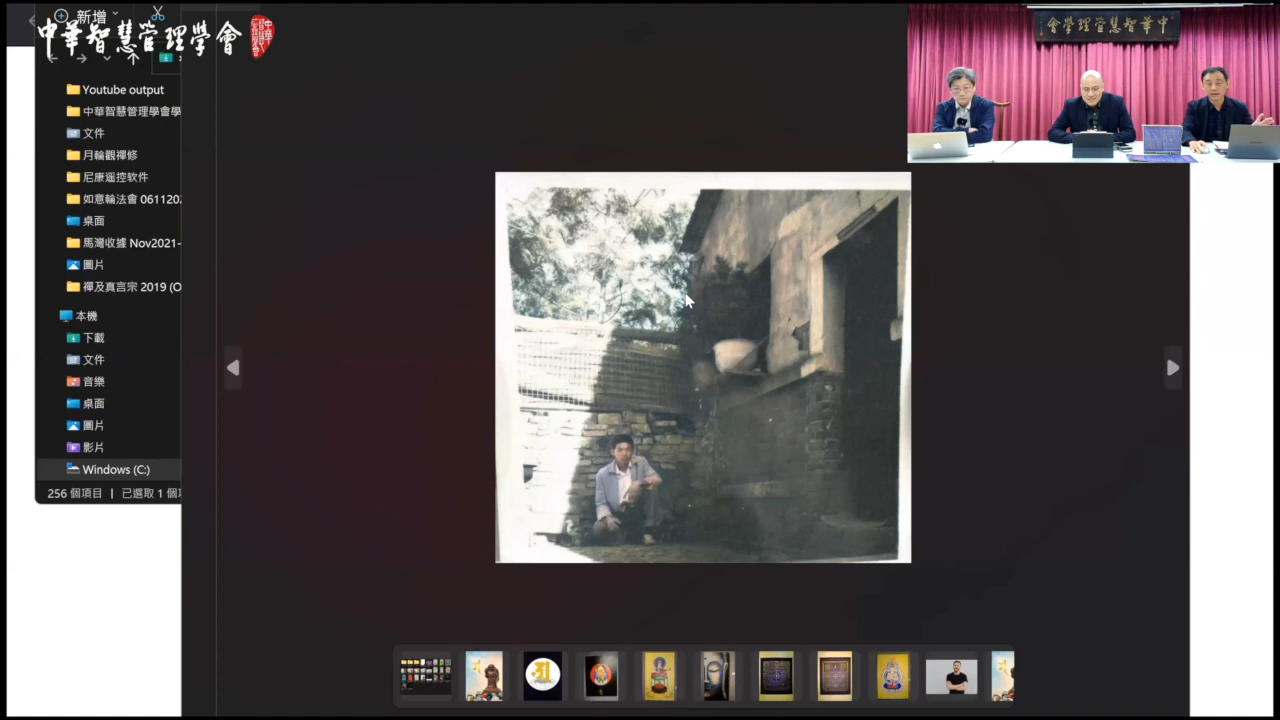 新增
中華智慧管理學會
會學理管慧智華中
Youtube output
中華智慧管理學會學
文件
月輪觀禪修
尼康遥控软件
如意輪法會 061120
桌面
馬灣收據 Nov2021-
圖片
禪及真言宗 2019 (O
本機
下載
文件
音樂
桌面
圖片
影片
Windows (C:)
256 個項目 | 已選取 1 個項